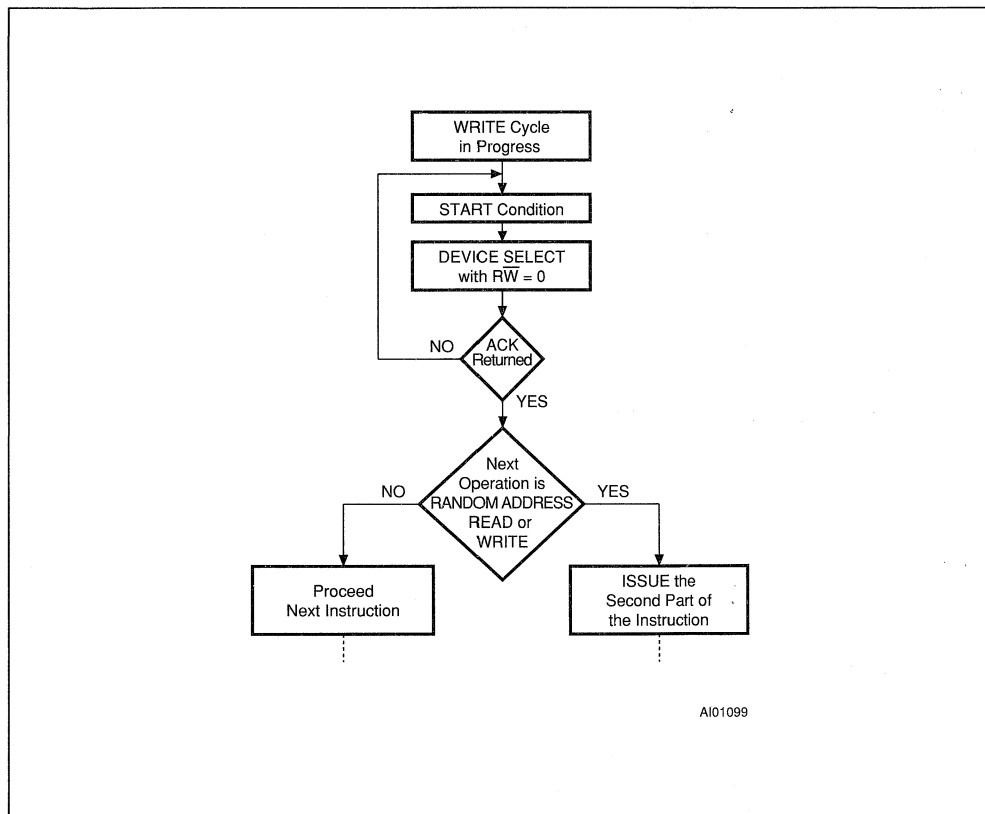 WRITE Cycle
in Progress
START Condition
DEVICE SELECT
with RW̅ = 0
NO
ACK
Returned
YES
Next
Operation is
RANDOM ADDRESS
READ or
WRITE
NO
YES
Proceed
Next Instruction
ISSUE the
Second Part of
the Instruction
AI01099